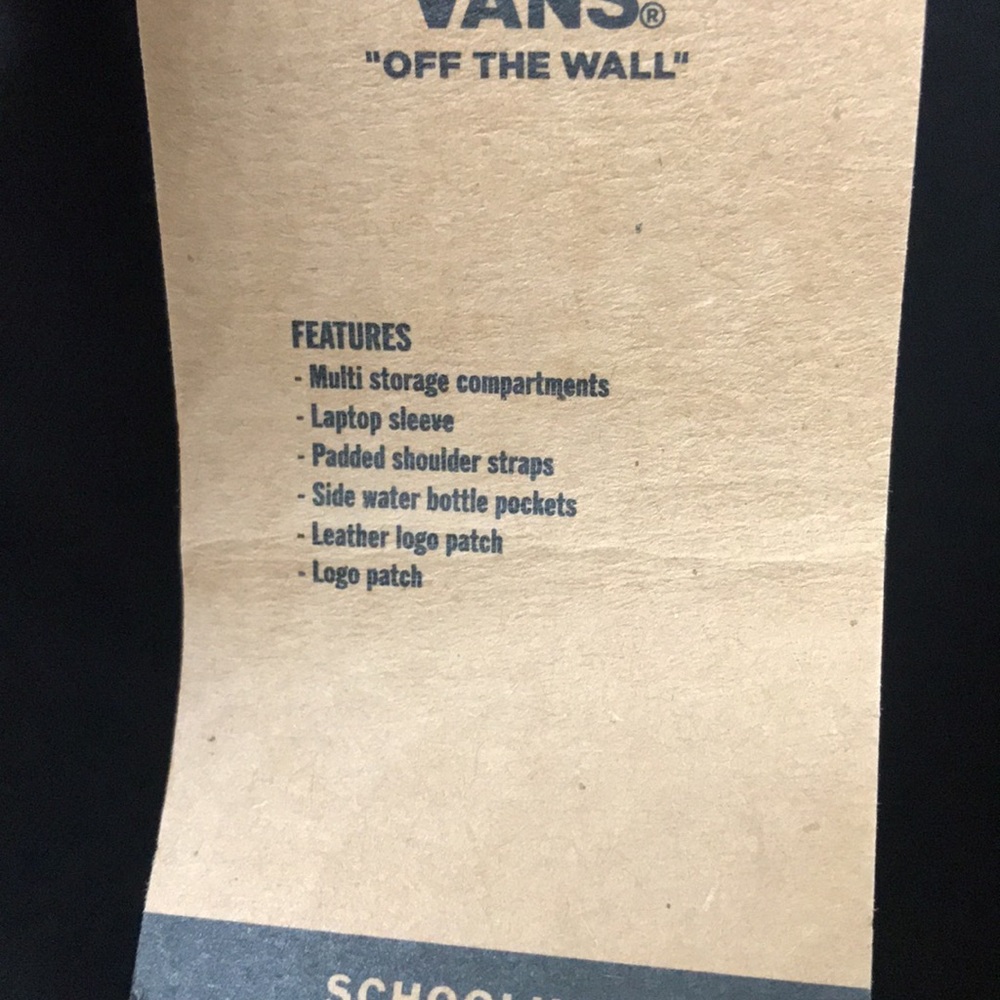 VANS®
"OFF THE WALL"
FEATURES
- Multi storage compartments
- Laptop sleeve
- Padded shoulder straps
- Side water bottle pockets
- Leather logo patch
- Logo patch